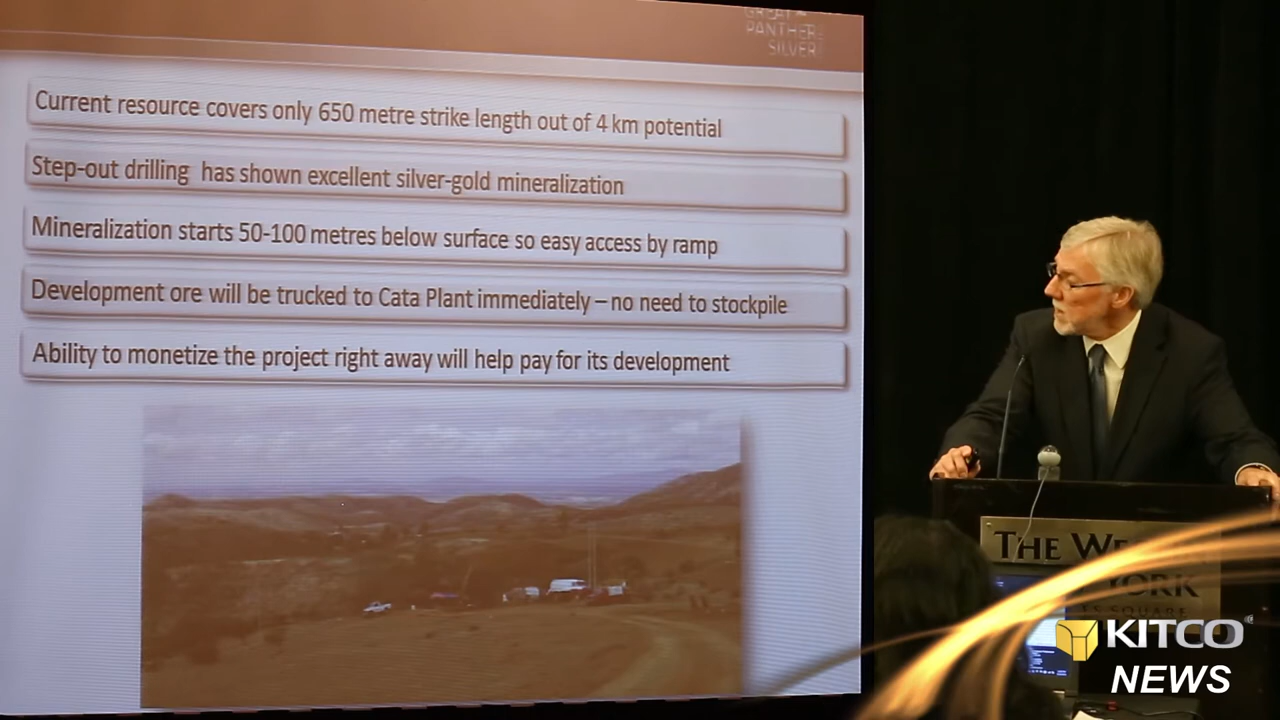 GREAT
PANTHER
SILVER
Current resource covers only 650 metre strike length out of 4 km potential
Step-out drilling has shown excellent silver-gold mineralization
Mineralization starts 50-100 metres below surface so easy access by ramp
Development ore will be trucked to Cata Plant immediately – no need to stockpile
Ability to monetize the project right away will help pay for its development
THE WE
YORK
SQUARE
KITCO
NEWS